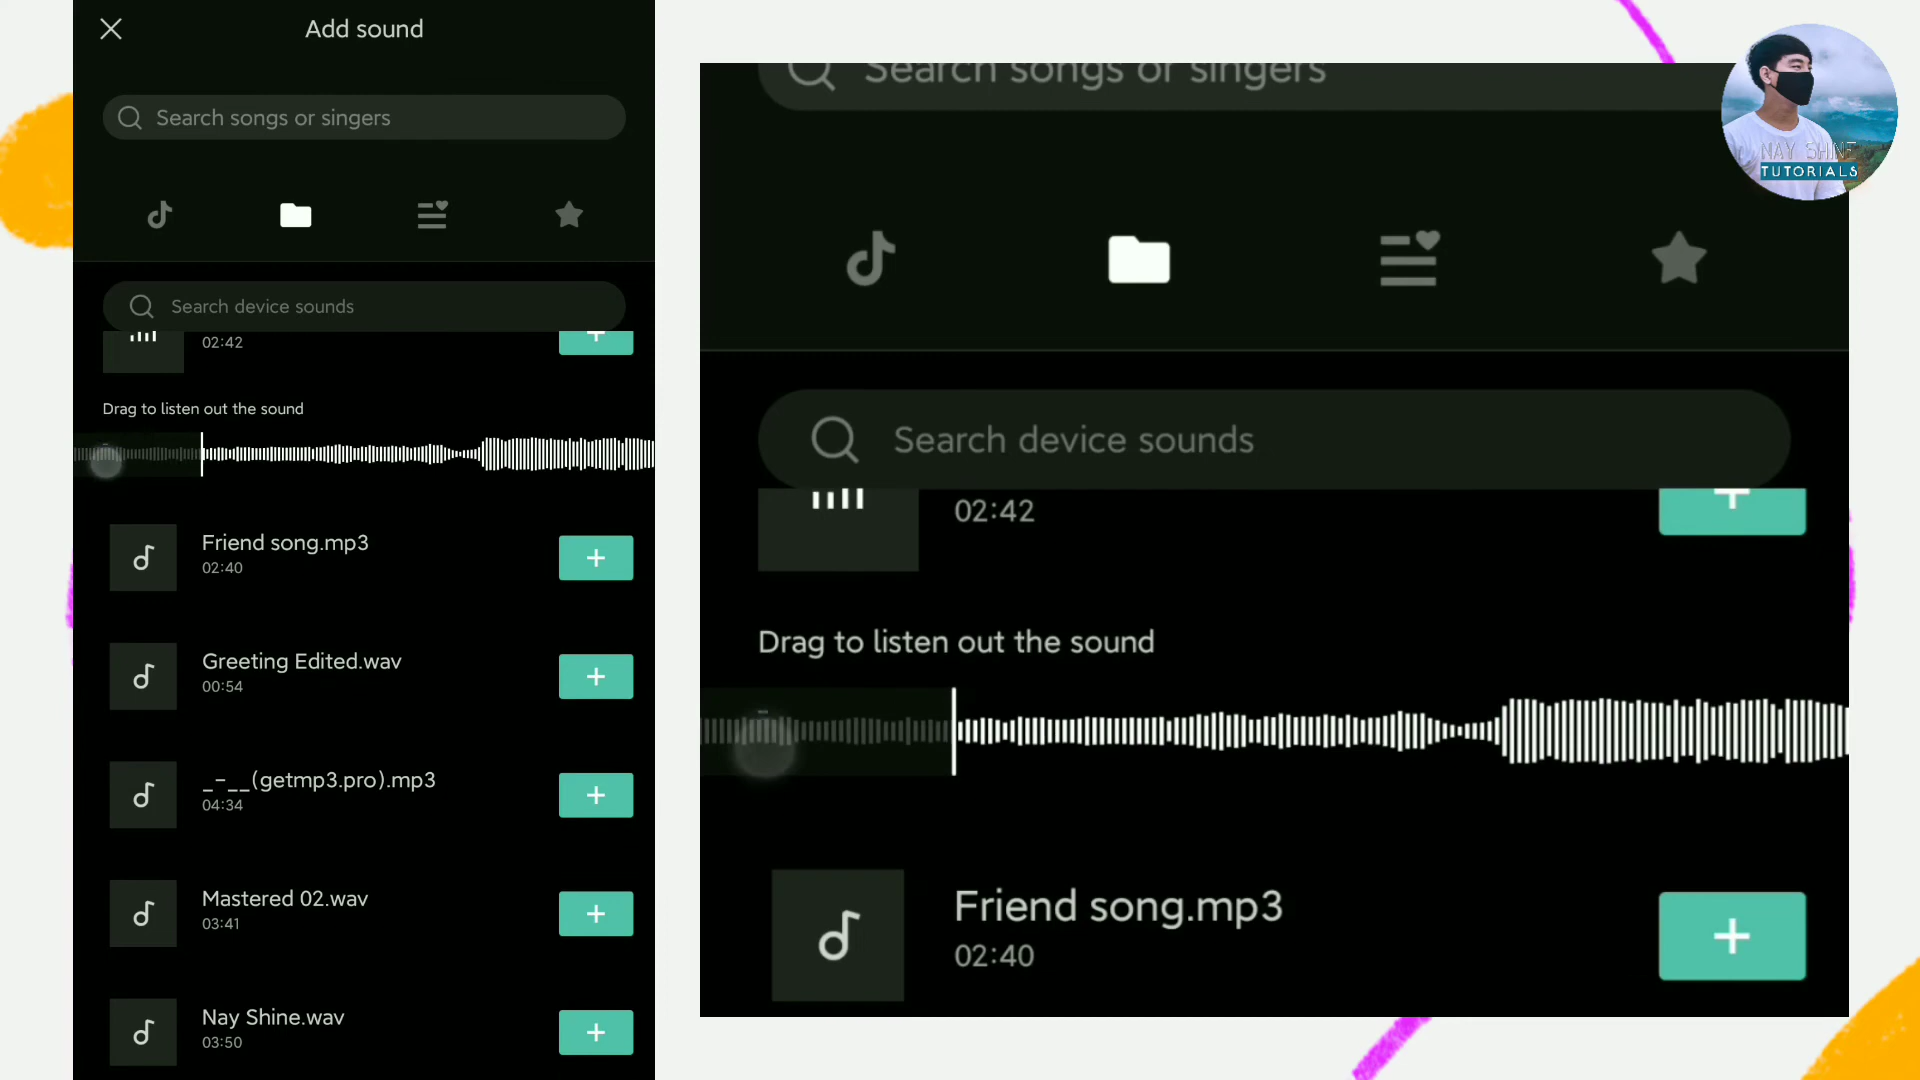 Add sound
Search songs or singers
Search device sounds
02:42
Drag to listen out the sound
Friend song.mp3
02:40
Greeting Edited.wav
00:54
_-__(getmp3.pro).mp3
04:34
Mastered 02.wav
03:41
Nay Shine.wav
03:50
Search songs or singers
Search device sounds
02:42
Drag to listen out the sound
Friend song.mp3
02:40
NAY SHINE
TUTORIALS